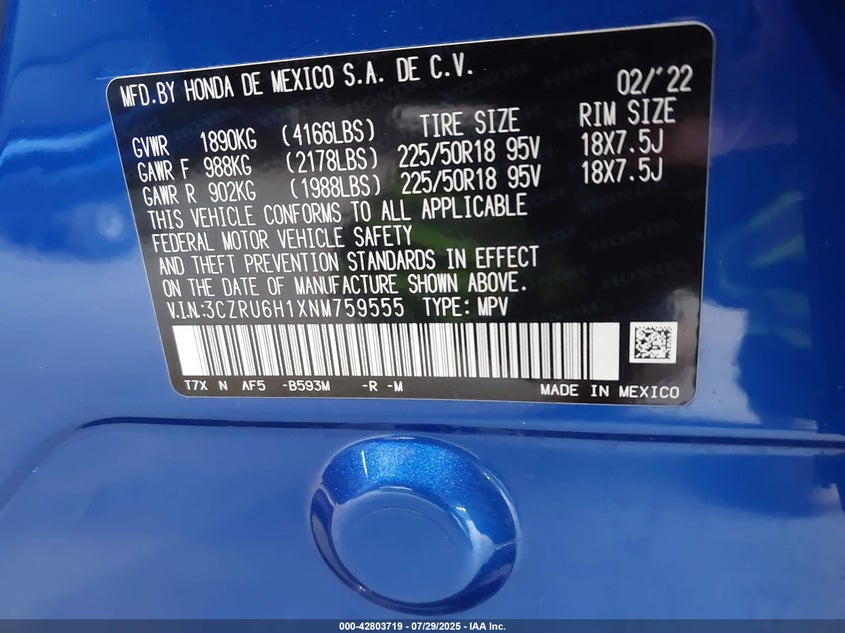 MFD.BY HONDA DE MEXICO S.A. DE C.V. 02/'22
TIRE SIZE RIM SIZE
GVWR 1890KG (4166LBS)
GAWR F 988KG (2178LBS) 225/50R18 95V 18X7.5J
GAWR R 902KG (1988LBS) 225/50R18 95V 18X7.5J
THIS VEHICLE CONFORMS TO ALL APPLICABLE
FEDERAL MOTOR VEHICLE SAFETY
AND THEFT PREVENTION STANDARDS IN EFFECT
ON THE DATE OF MANUFACTURE SHOWN ABOVE.
V.I.N.:3CZRU6H1XNM759555 TYPE: MPV
T7X N AF5 -B593M -R -M MADE IN MEXICO
000-42803719 - 07/29/2025 - IAA Inc.